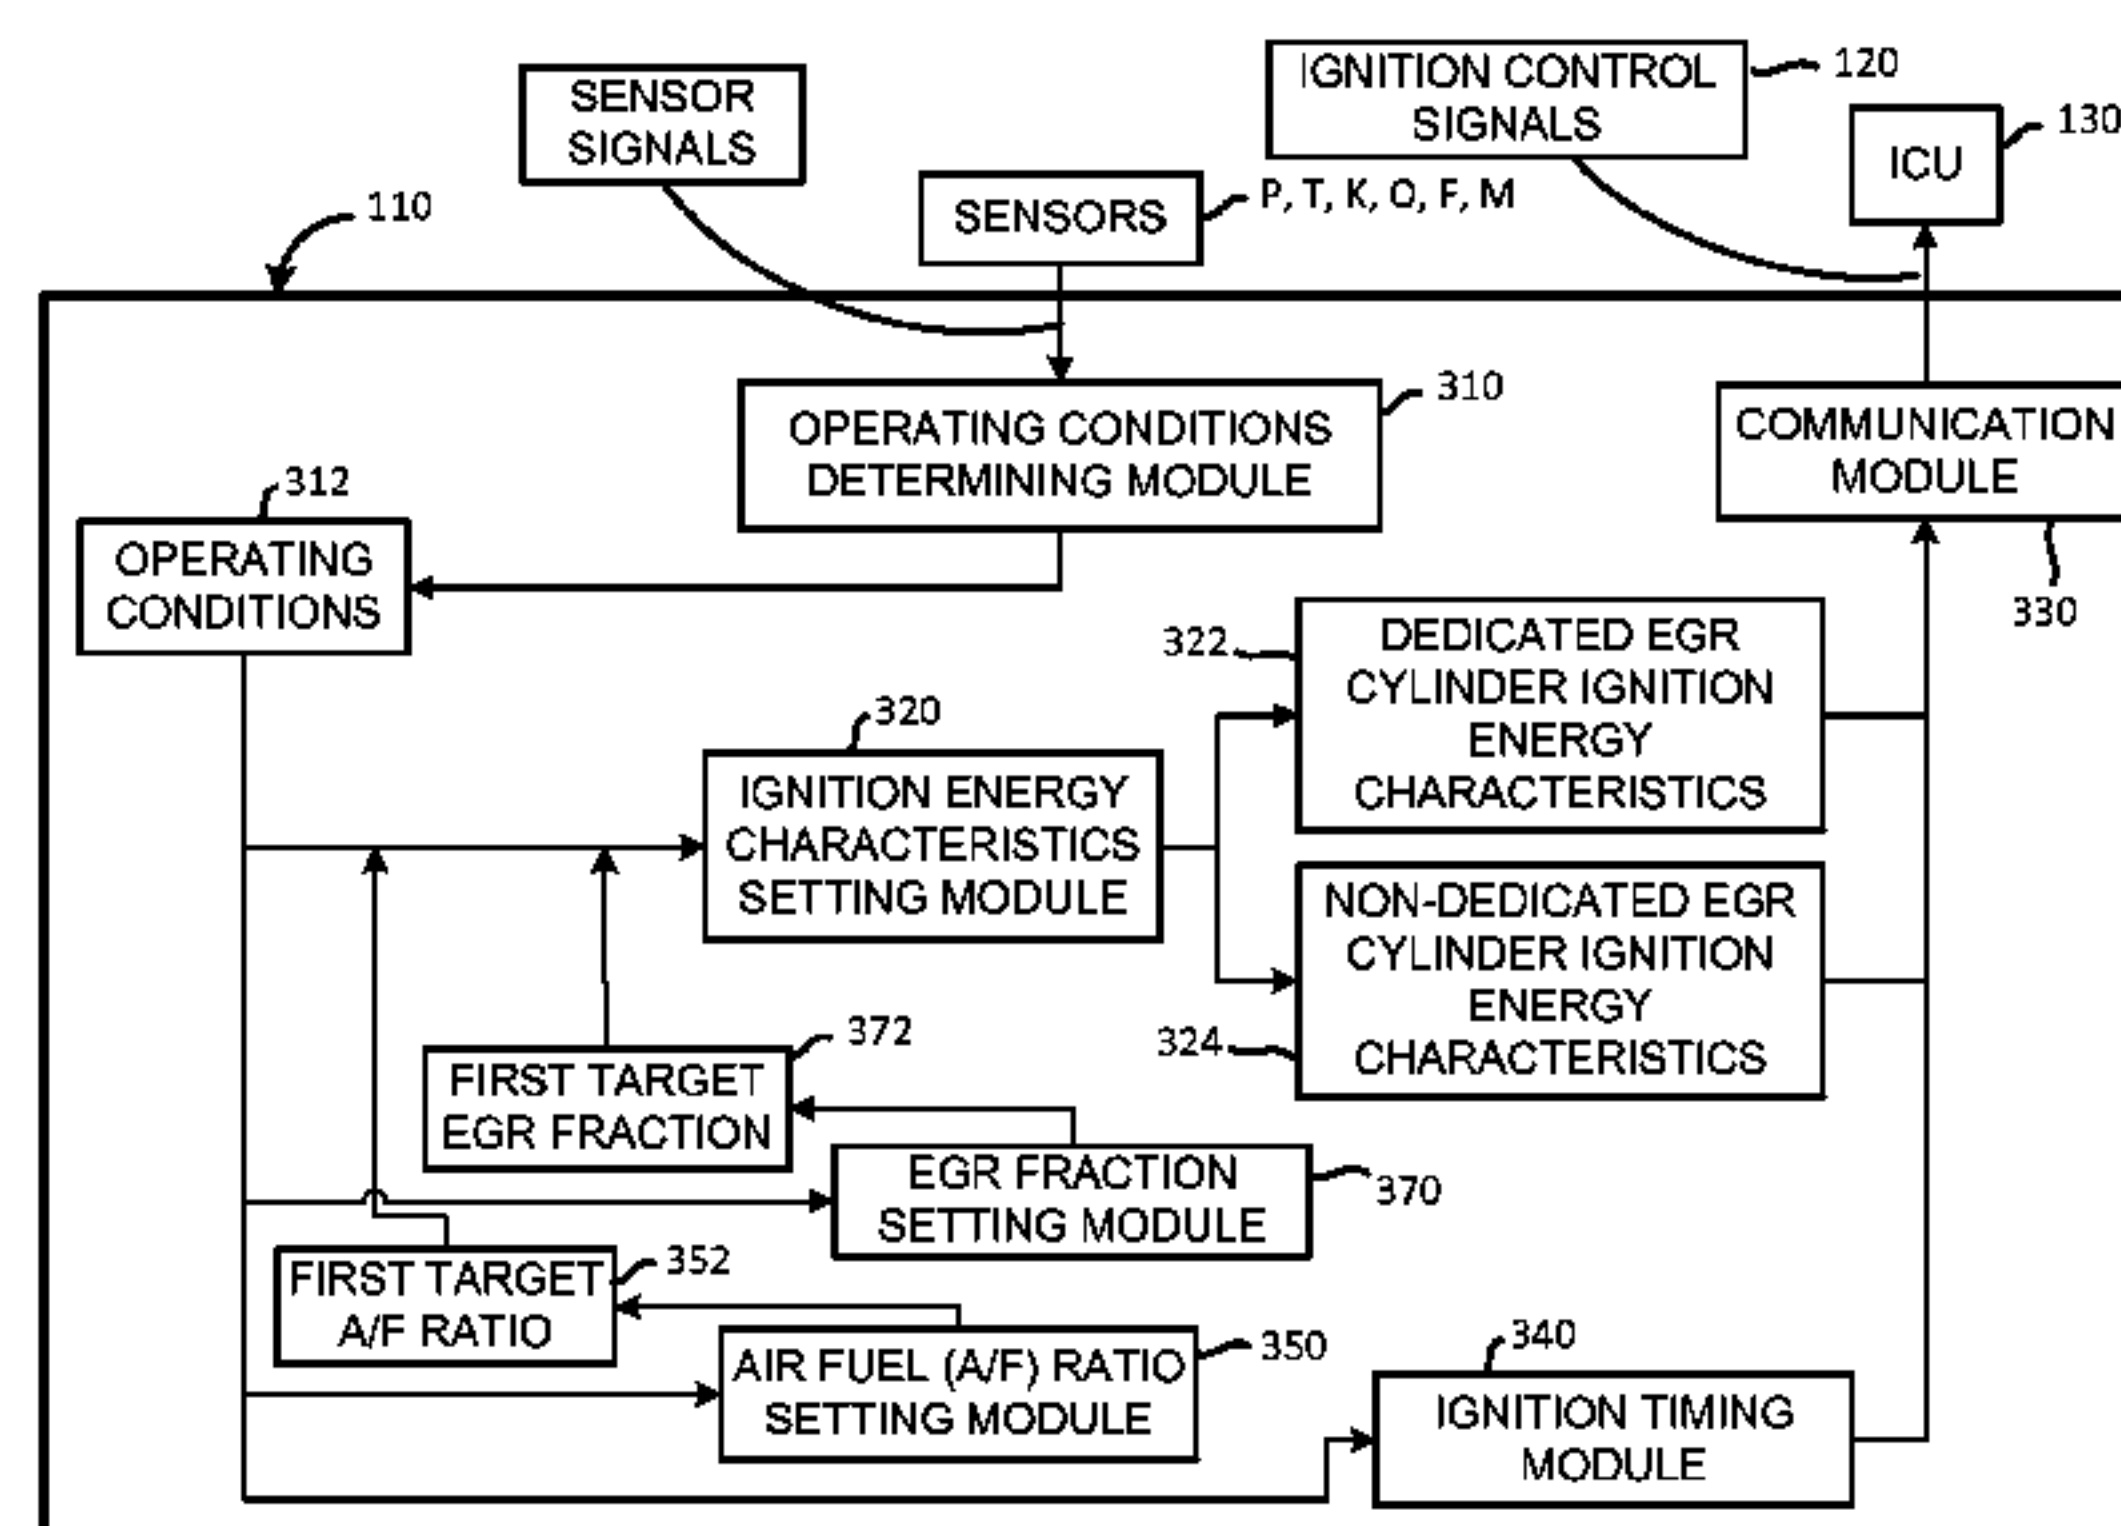 IGNITION CONTROL
SIGNALS
120
SENSOR
SIGNALS
130
ICU
SENSORS
P, T, K, O, F, M
110
310
OPERATING CONDITIONS
DETERMINING MODULE
COMMUNICATION
MODULE
330
312
OPERATING
CONDITIONS
322
DEDICATED EGR
CYLINDER IGNITION
ENERGY
CHARACTERISTICS
320
IGNITION ENERGY
CHARACTERISTICS
SETTING MODULE
NON-DEDICATED EGR
CYLINDER IGNITION
ENERGY
CHARACTERISTICS
324
372
FIRST TARGET
EGR FRACTION
EGR FRACTION
SETTING MODULE
370
352
FIRST TARGET
A/F RATIO
AIR FUEL (A/F) RATIO
SETTING MODULE
350
340
IGNITION TIMING
MODULE